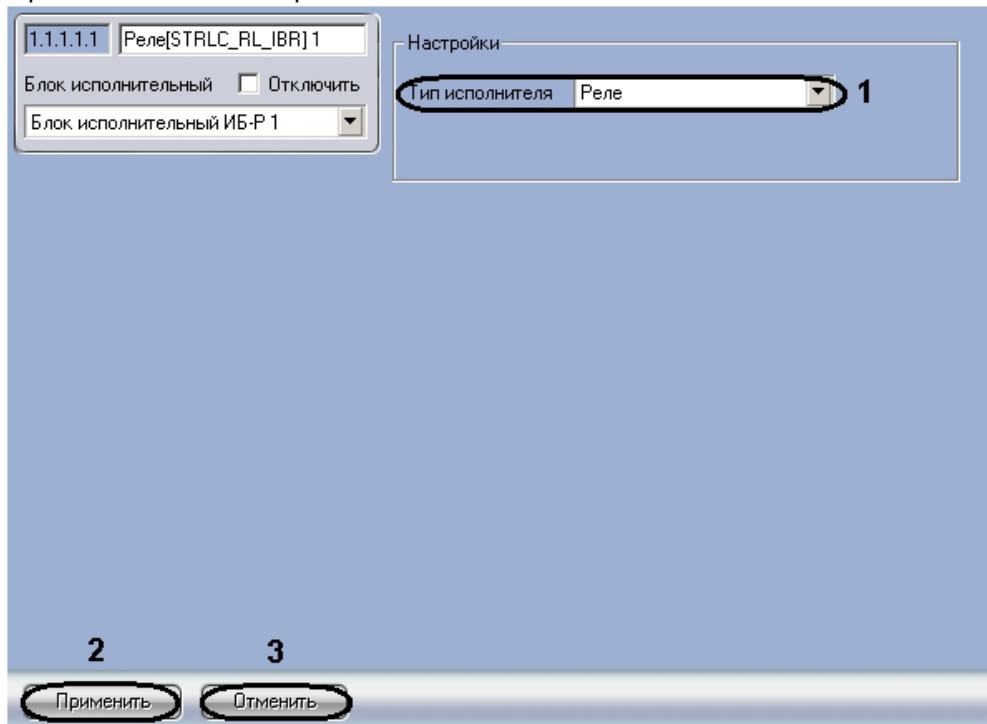 1.1.1.1.1 Реле[STRLC_RL_IBR] 1
Блок исполнительный Отключить
Блок исполнительный ИБ-Р 1
Настройки
Тип исполнителя Реле 1
2 3
Применить Отменить